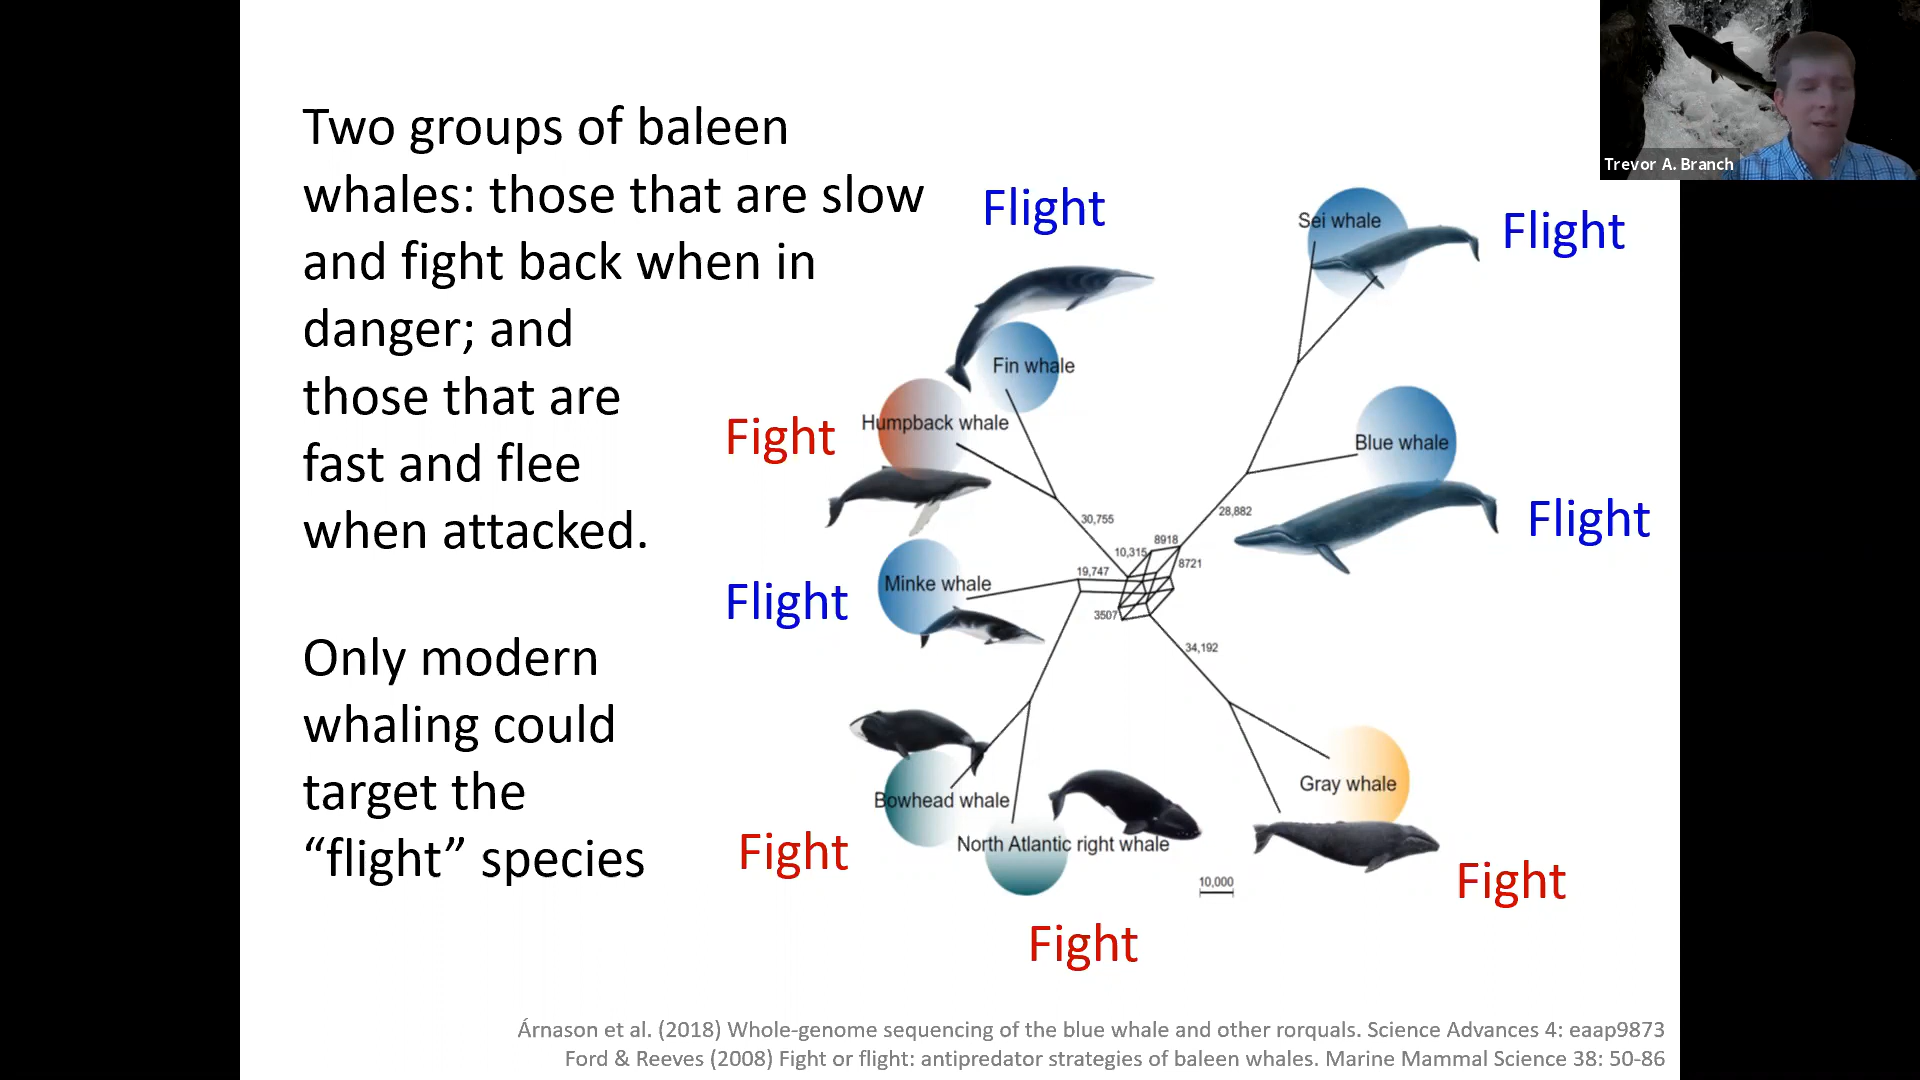 Two groups of baleen
whales: those that are slow
and fight back when in
danger; and
those that are
fast and flee
when attacked.
Only modern
whaling could
target the
“flight” species
Trevor A. Branch
Flight
Sei whale
Flight
Fin whale
Fight
Humpback whale
Blue whale
Flight
30,755
28,882
8918
10,315
8721
19,747
3507
Flight
Minke whale
34,192
Bowhead whale
Fight
North Atlantic right whale
Fight
Gray whale
Fight
10,000
Árnason et al. (2018) Whole-genome sequencing of the blue whale and other rorquals. Science Advances 4: eaap9873
Ford & Reeves (2008) Fight or flight: antipredator strategies of baleen whales. Marine Mammal Science 38: 50-86